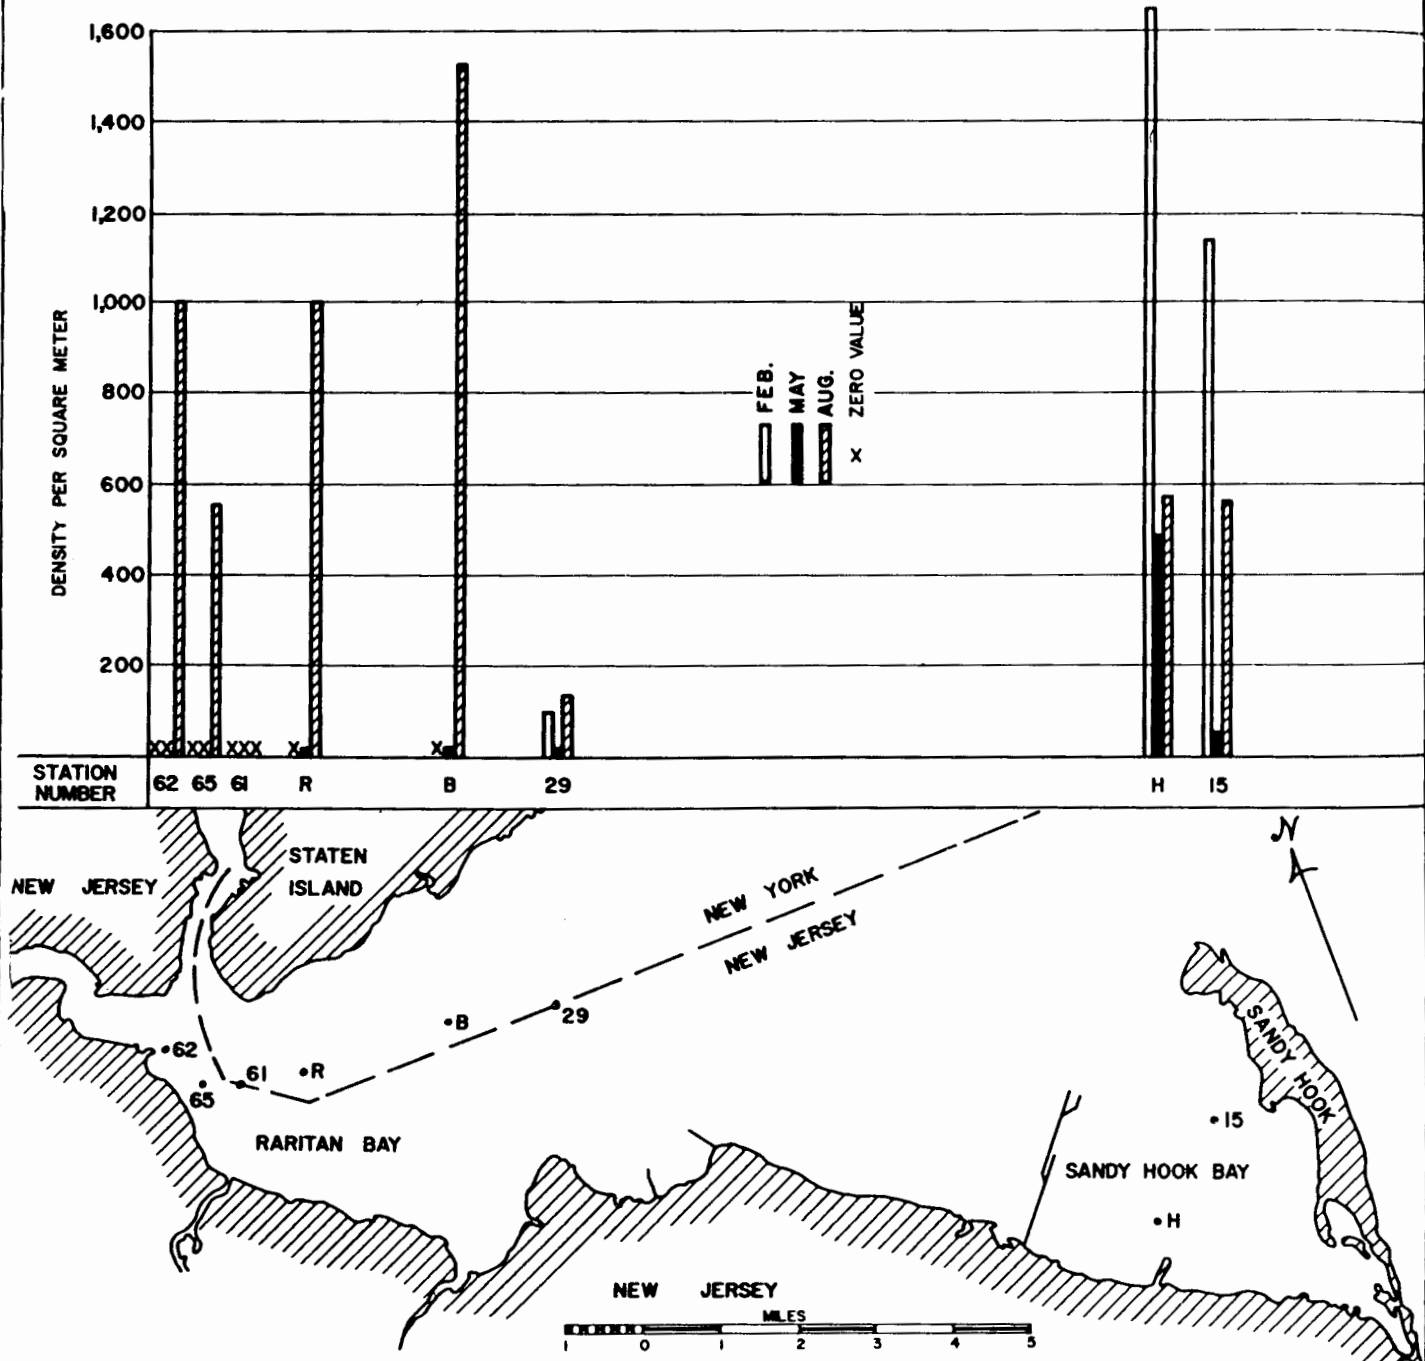 1,600
1,400
1,200
1,000
800
600
400
200
DENSITY PER SQUARE METER
FEB.
MAY
AUG.
x ZERO VALUE
XX XX XXX X X
STATION NUMBER
62 65 61 R B 29 H 15
NEW JERSEY
STATEN
ISLAND
NEW YORK
NEW JERSEY
N
SANDY HOOK
62
65
61
R
B
29
15
H
RARITAN BAY
SANDY HOOK BAY
NEW JERSEY
MILES
1 0 1 2 3 4 5